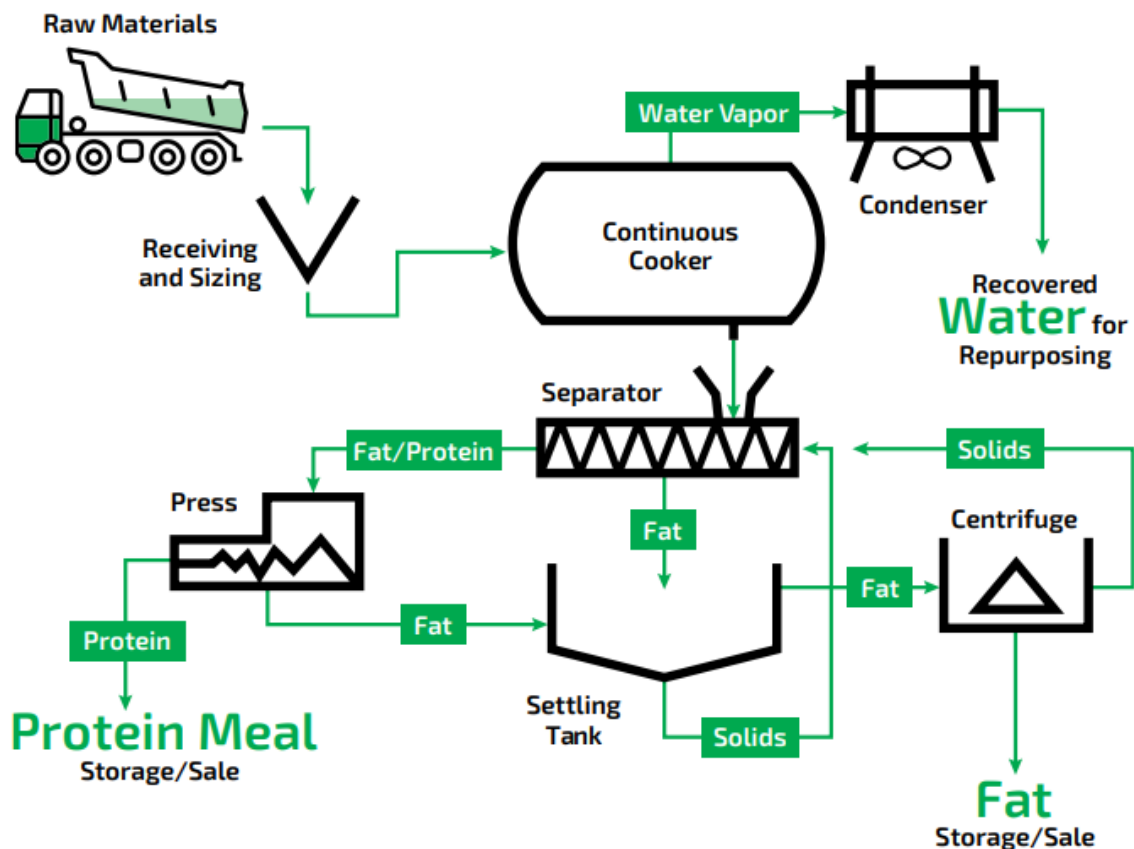 Raw Materials
Water Vapor
Condenser
Receiving
and Sizing
Continuous
Cooker
Recovered
Water for
Repurposing
Separator
Fat/Protein
Solids
Press
Fat
Centrifuge
Fat
Fat
Protein
Settling
Tank
Solids
Protein Meal
Storage/Sale
Fat
Storage/Sale